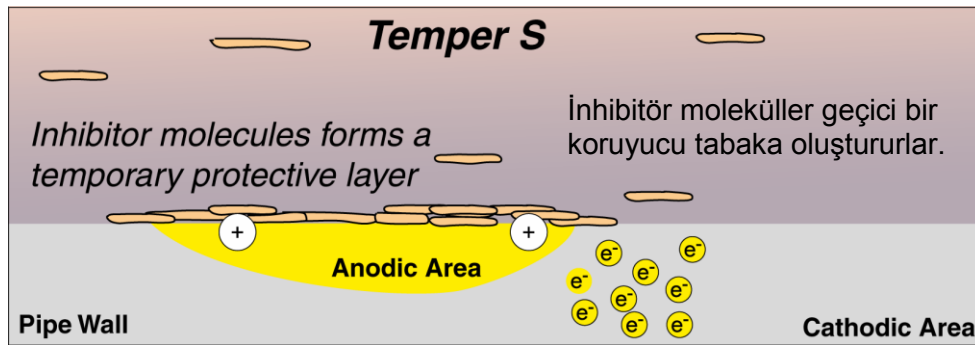 Temper S
Inhibitor molecules forms a
temporary protective layer
İnhibitör moleküller geçici bir
koruyucu tabaka oluştururlar.
+
+
Anodic Area
e-
e-
e-
e-
e-
e-
e-
e-
e-
Pipe Wall
Cathodic Area